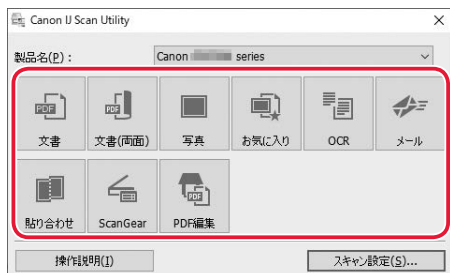 Canon IJ Scan Utility
製品名(P)： Canon series
PDF PDF
文書 文書(両面) 写真 お気に入り OCR メール
PDF
貼り合わせ ScanGear PDF編集
操作説明(I) スキャン設定(S)...